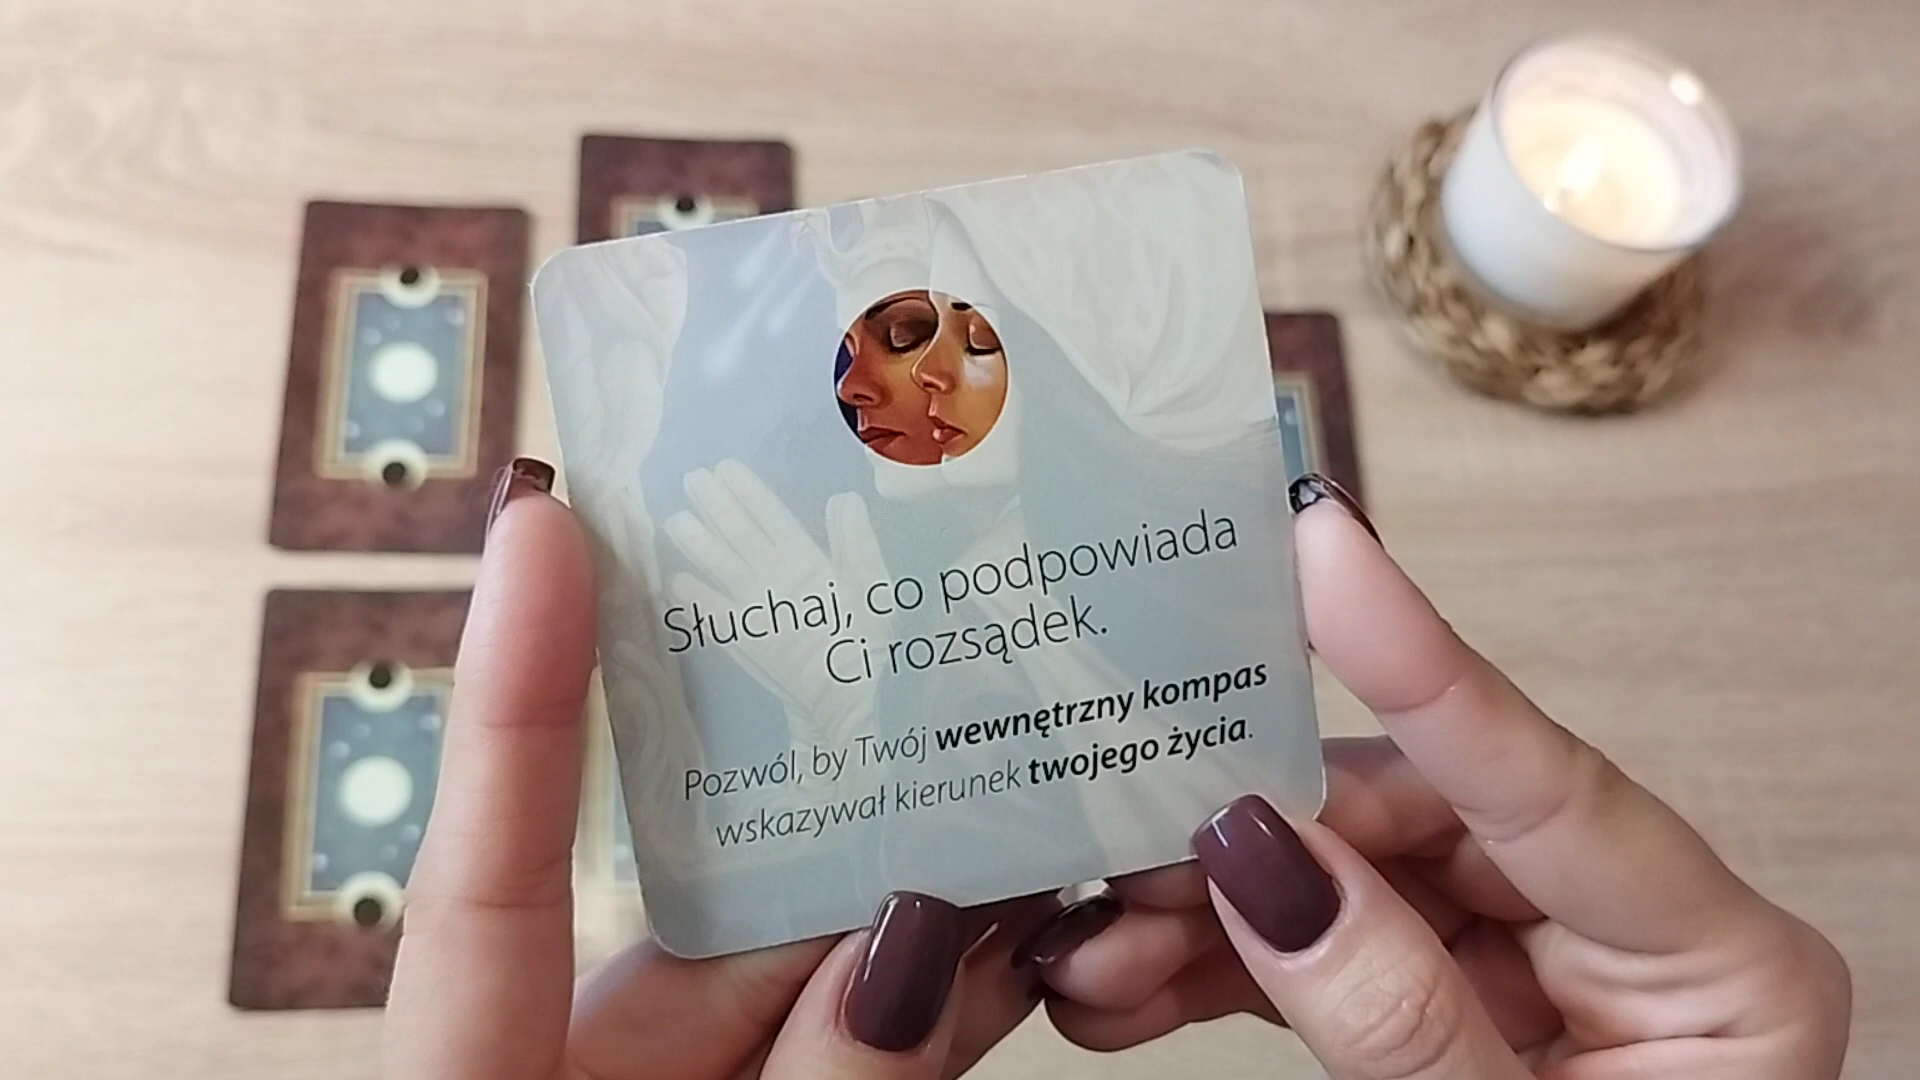 Słuchaj, co podpowiada
Ci rozsądek.
Pozwól, by Twój wewnętrzny kompas
wskazywał kierunek twojego życia.